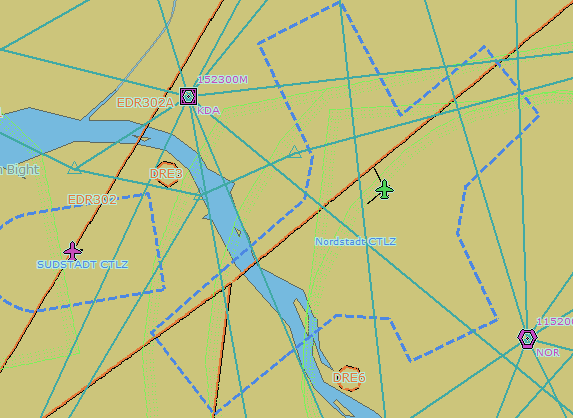 152300M
EDR302A
KDA
n Bight
DRE3
EDR302
Nordstadt CTLZ
SUDSTADT CTLZ
115200
NOR
DRE6